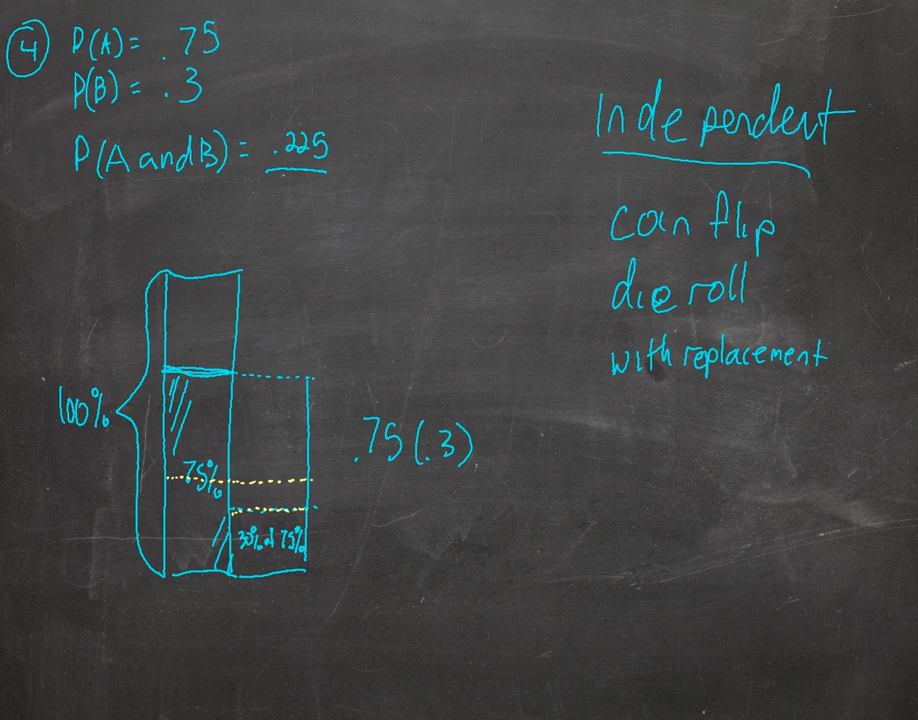 4 P(A) = .75
P(B) = .3
P(A and B) = .225
Independent
coin flip
die roll
with replacement
100%
75%
30% of 75%
.75(.3)